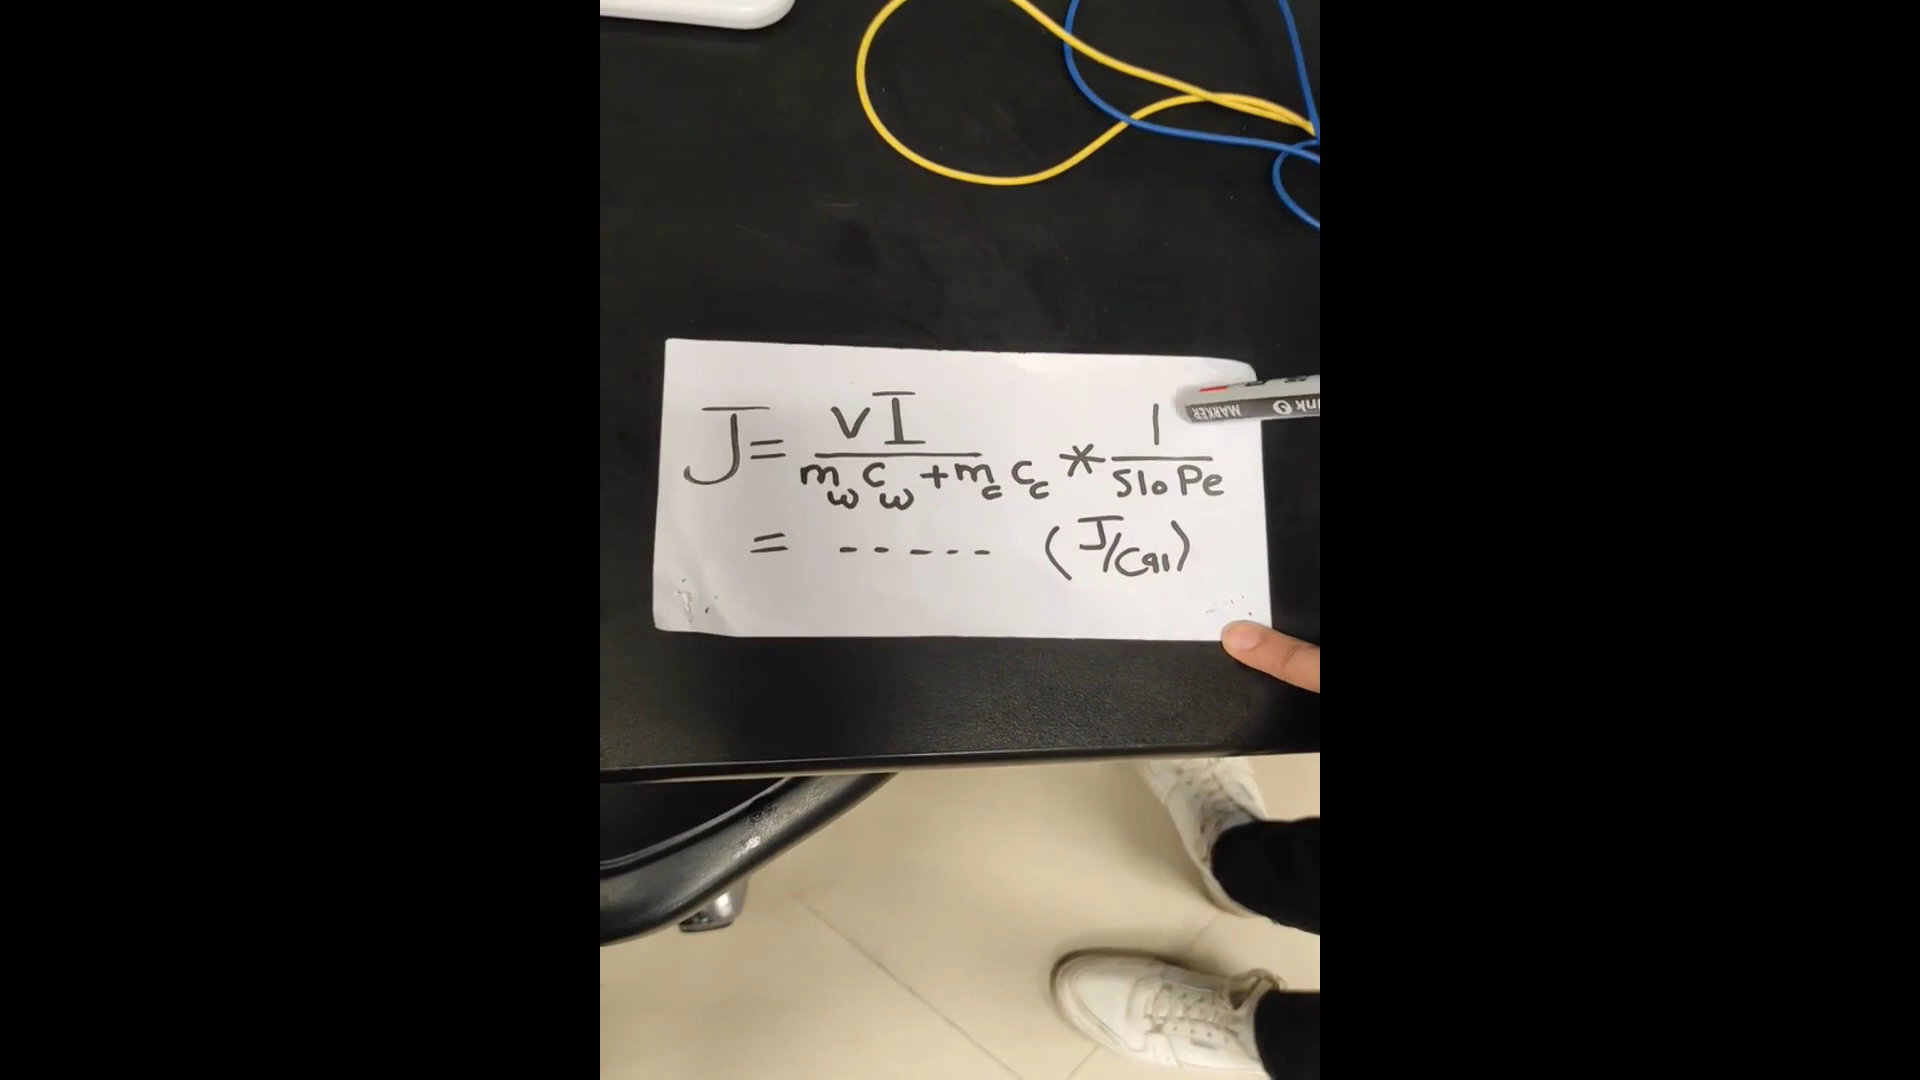 J = VI / (m_w c_w + m_c c_c) * 1 / Slope
= ----- (J/Cal)
MARKER